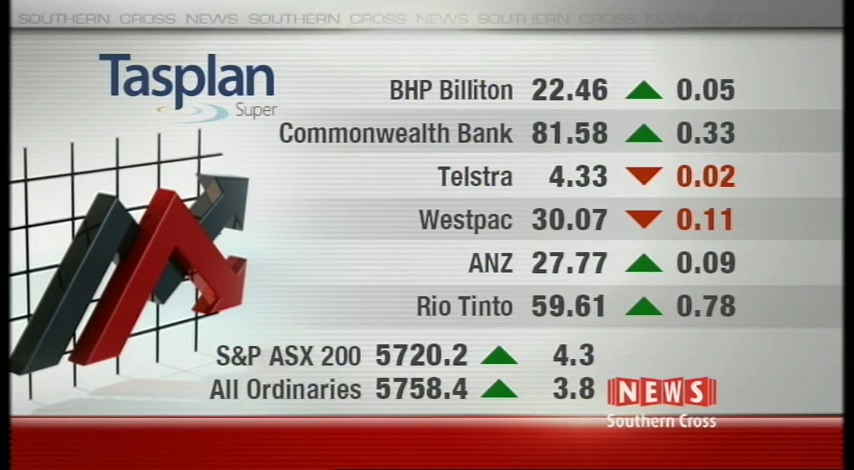 SOUTHERN CROSS NEWS SOUTHERN CROSS NEWS SOUTHERN CROSS NEWS SOUTHERN CROSS NEWS
Tasplan
Super
BHP Billiton 22.46 ▲ 0.05
Commonwealth Bank 81.58 ▲ 0.33
Telstra 4.33 ▼ 0.02
Westpac 30.07 ▼ 0.11
ANZ 27.77 ▲ 0.09
Rio Tinto 59.61 ▲ 0.78
S&P ASX 200 5720.2 ▲ 4.3
All Ordinaries 5758.4 ▲ 3.8
NEWS
Southern Cross